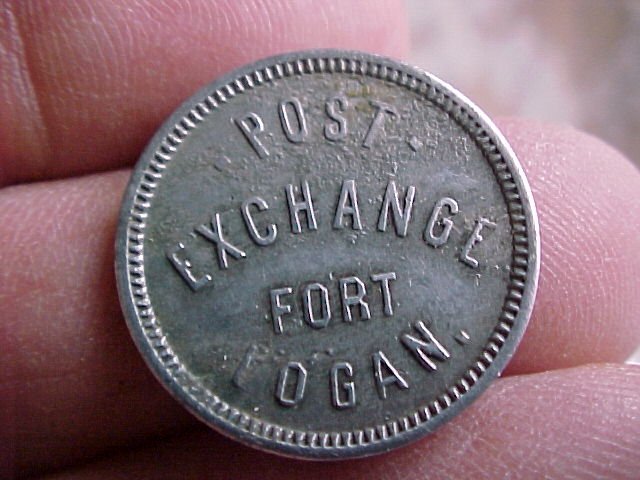 POST.
EXCHANGE
FORT
LOGAN.